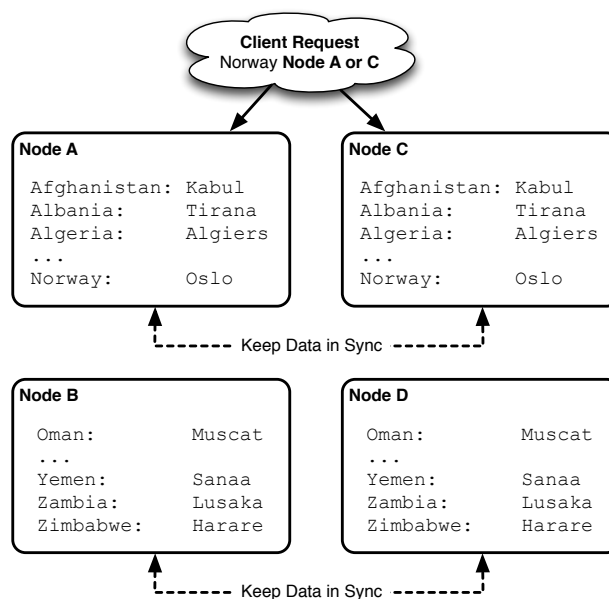 Client Request
Norway Node A or C
Node A
Afghanistan: Kabul
Albania: Tirana
Algeria: Algiers
...
Norway: Oslo
Node C
Afghanistan: Kabul
Albania: Tirana
Algeria: Algiers
...
Norway: Oslo
Keep Data in Sync
Node B
Oman: Muscat
...
Yemen: Sanaa
Zambia: Lusaka
Zimbabwe: Harare
Node D
Oman: Muscat
...
Yemen: Sanaa
Zambia: Lusaka
Zimbabwe: Harare
Keep Data in Sync